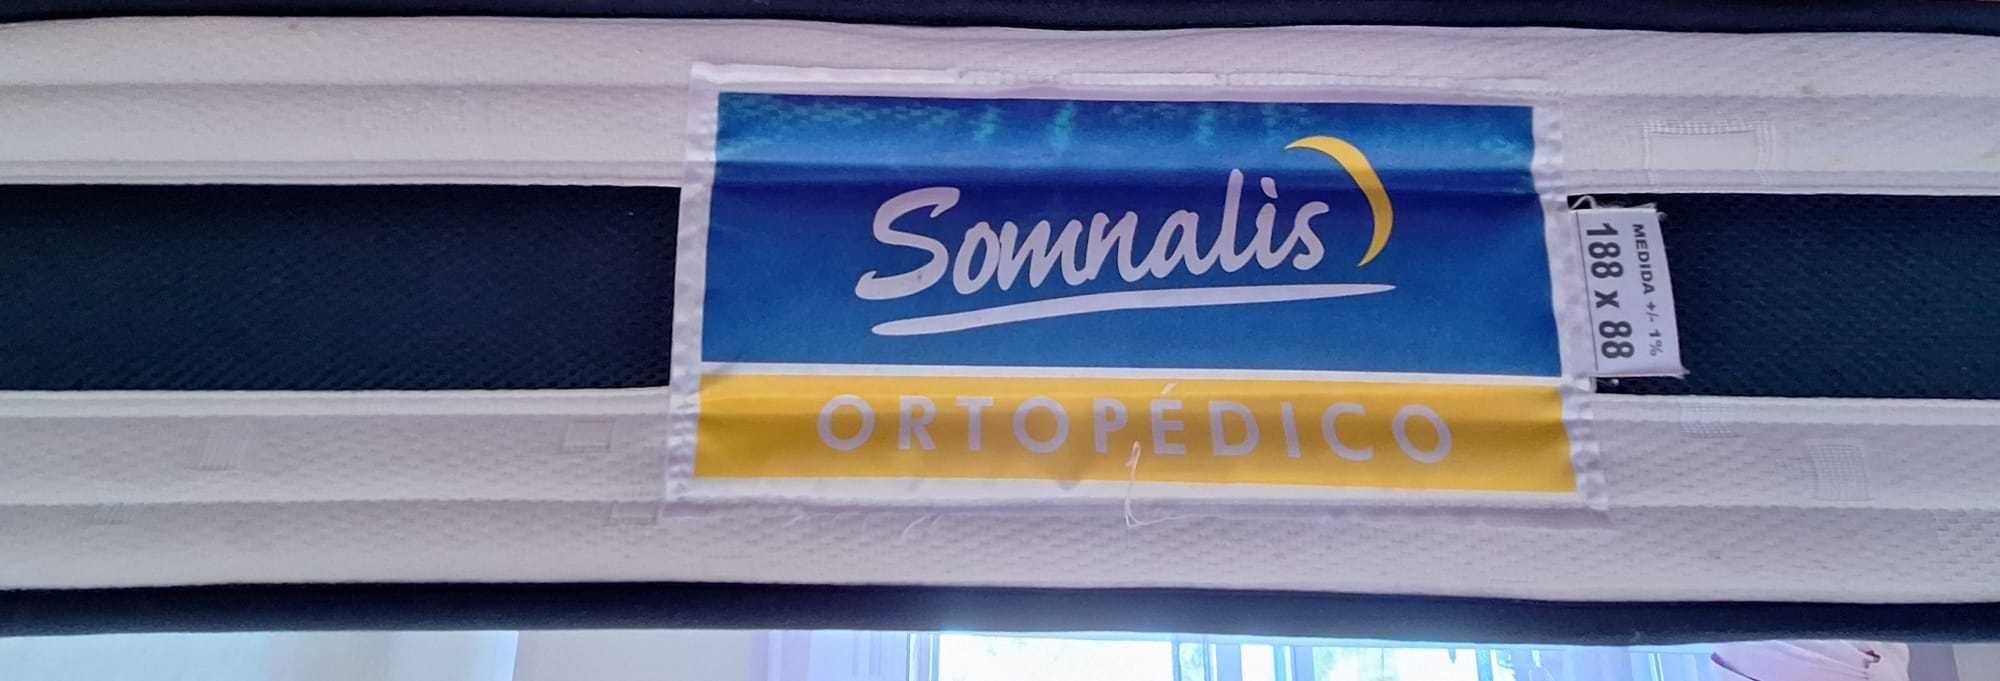 Somnalis
ORTOPÉDICO
MEDIDA +/- 1%
188 x 88